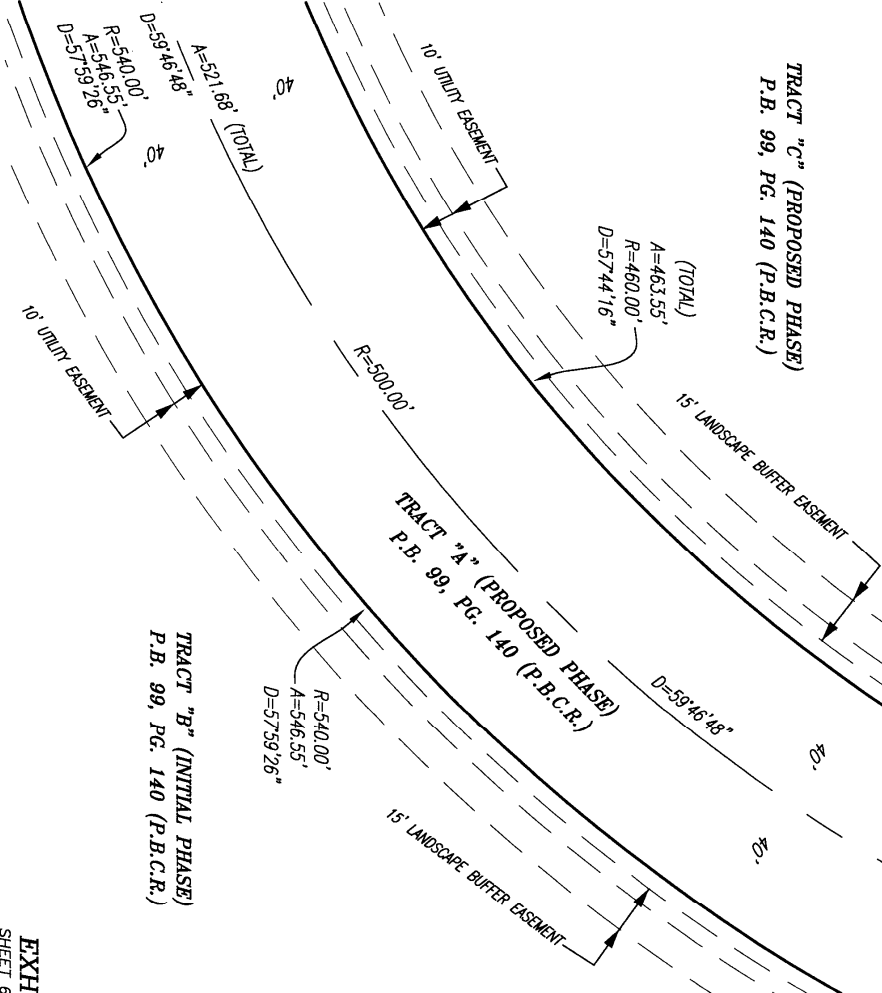 TRACT "C" (PROPOSED PHASE)
P.B. 99, PG. 140 (P.B.C.R.)
10' UTILITY EASEMENT
(TOTAL)
A=463.55'
R=460.00'
D=57°44'16"
15' LANDSCAPE BUFFER EASEMENT
A=521.68' (TOTAL)
D=59°46'48"
R=540.00'
A=546.55'
D=57°59'26"
40'
40'
R=500.00'
TRACT "A" (PROPOSED PHASE)
P.B. 99, PG. 140 (P.B.C.R.)
D=59°46'48"
40'
40'
10' UTILITY EASEMENT
R=540.00'
A=546.55'
D=57°59'26"
15' LANDSCAPE BUFFER EASEMENT
TRACT "B" (INITIAL PHASE)
P.B. 99, PG. 140 (P.B.C.R.)
EXH
SHEET 6